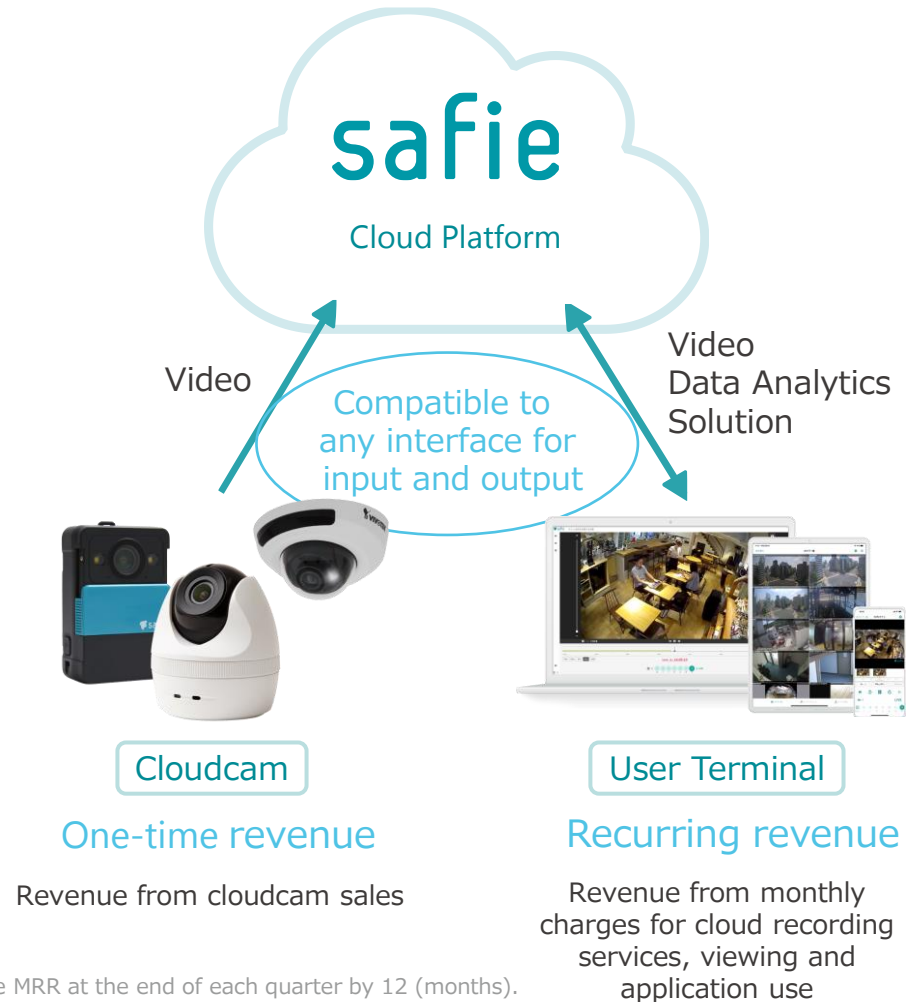 safie
Cloud Platform
Video
Video
Data Analytics
Solution
Compatible to
any interface for
input and output
VIVOTEK
Cloudcam
User Terminal
One-time revenue
Recurring revenue
Revenue from cloudcam sales
Revenue from monthly
charges for cloud recording
services, viewing and
application use
MRR at the end of each quarter by 12 (months).